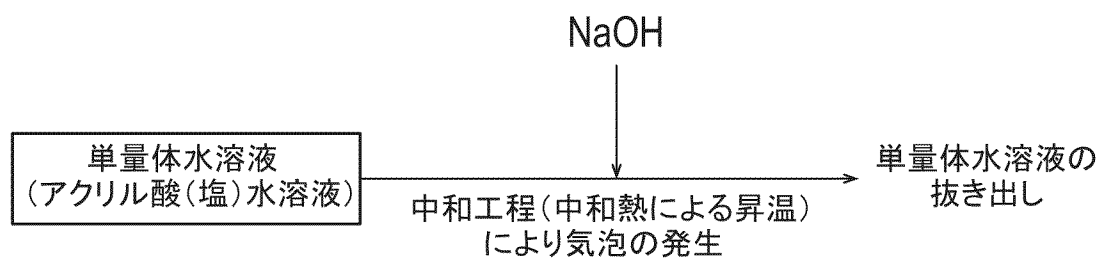 NaOH
単量体水溶液
(アクリル酸(塩)水溶液)
中和工程(中和熱による昇温)
により気泡の発生
単量体水溶液の
抜き出し